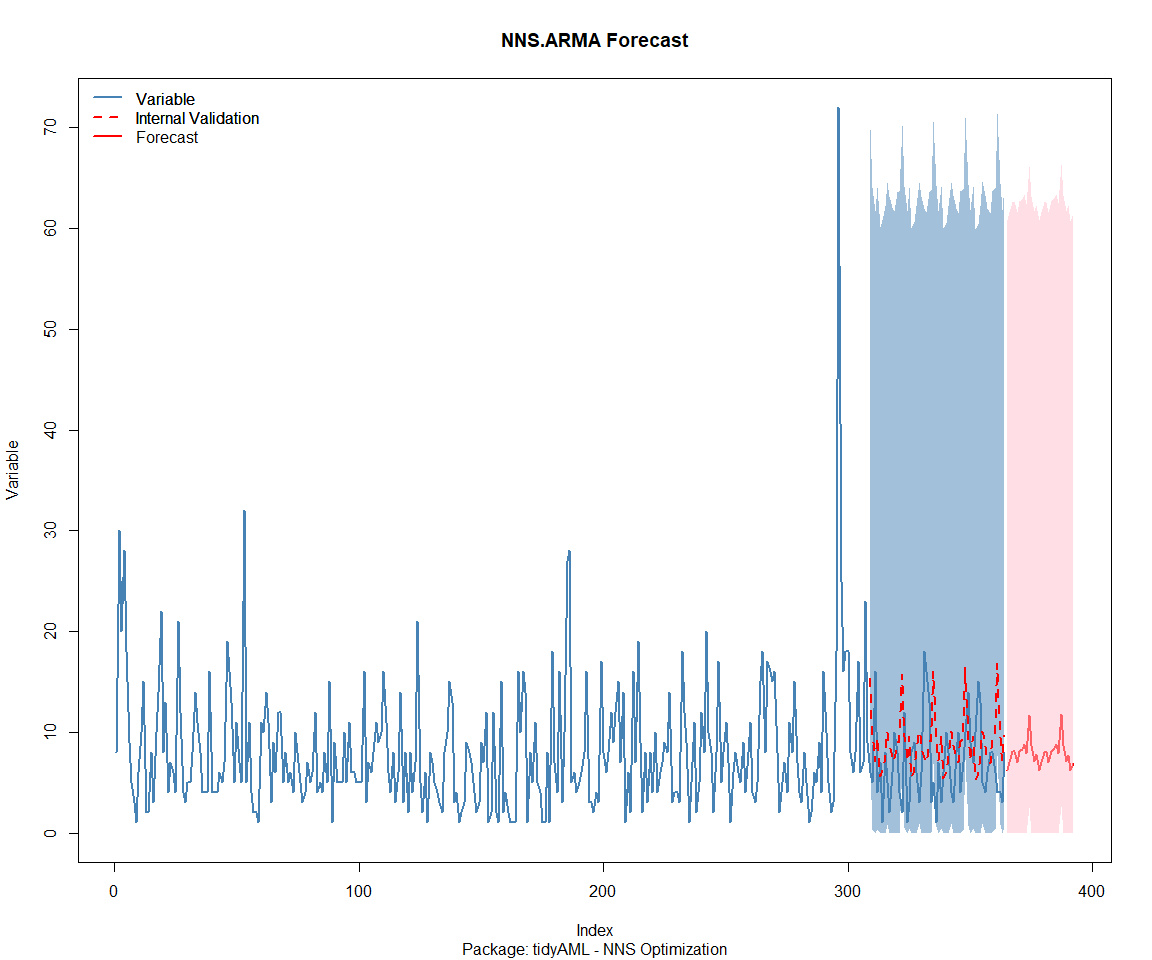 NNS.ARMA Forecast
Variable
Internal Validation
Forecast
Variable
70
60
50
40
30
20
10
0
0 100 200 300 400
Index
Package: tidyAML - NNS Optimization